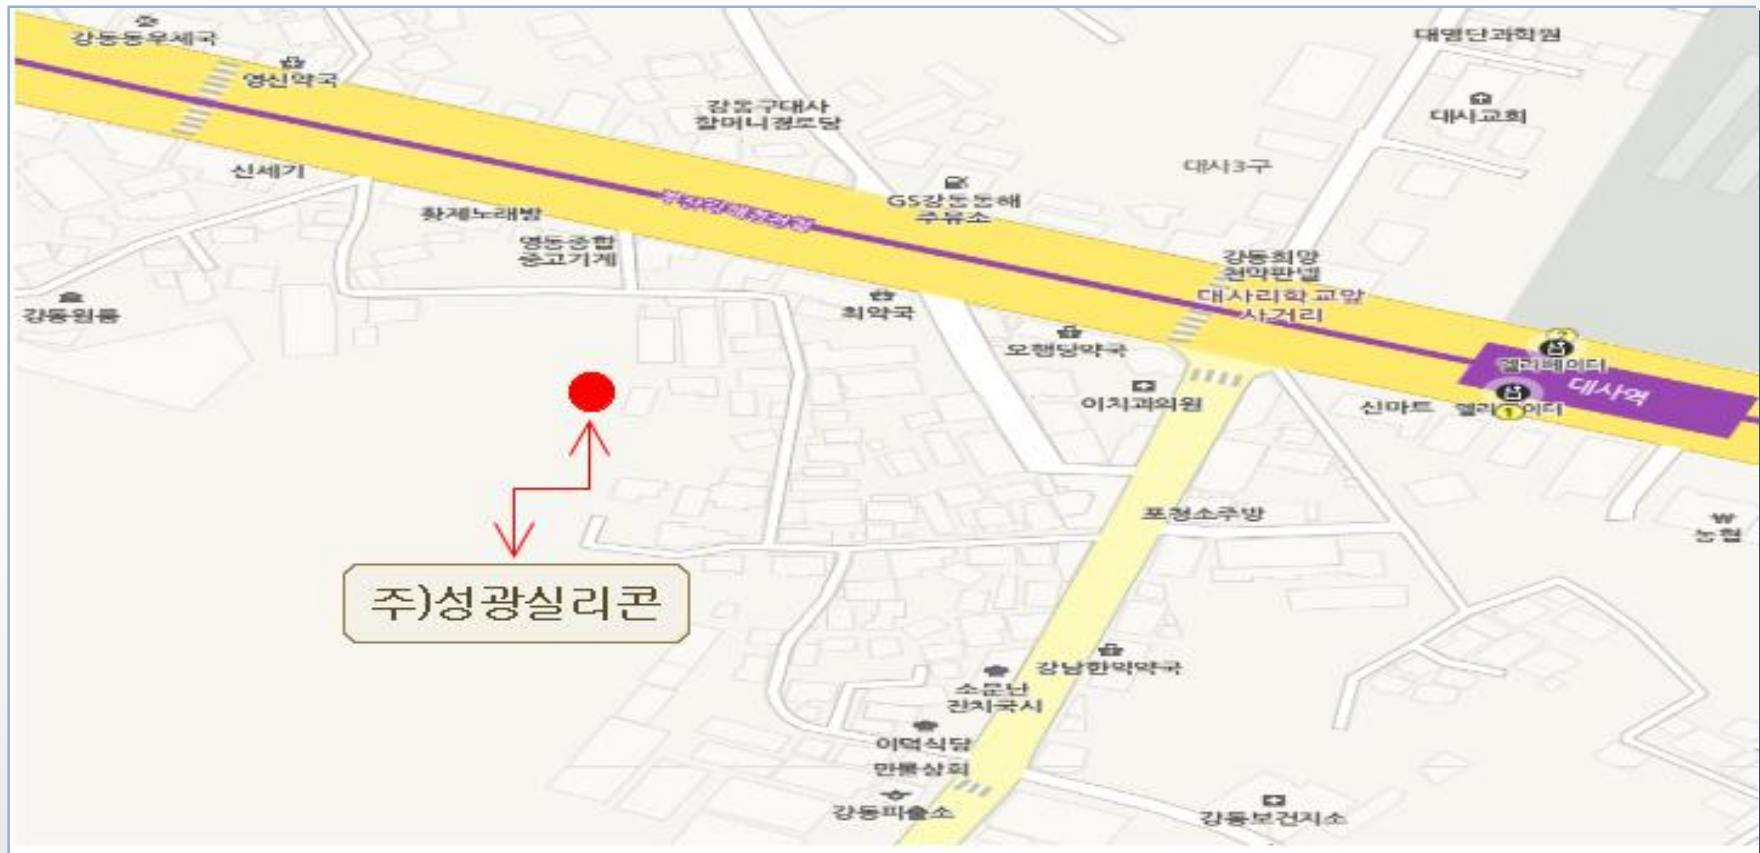 강동동우체국
영신약국
대영단과학원
강동구대사
할머니경로당
대사교회
신세기
대사3구
황제노래방
GS강동동해
주유소
영동종합
중고기계
강동희망
천막판넬
강동원룸
최약국
대사리학교앞
사거리
오행당약국
2
엘리베이터
대사역
이치과의원
신마트
엘리
이터
1
포청소주방
농협
주)성광실리콘
강남한약약국
소문난
잔치국시
이덕식당
만물상회
강동파출소
강동보건지소